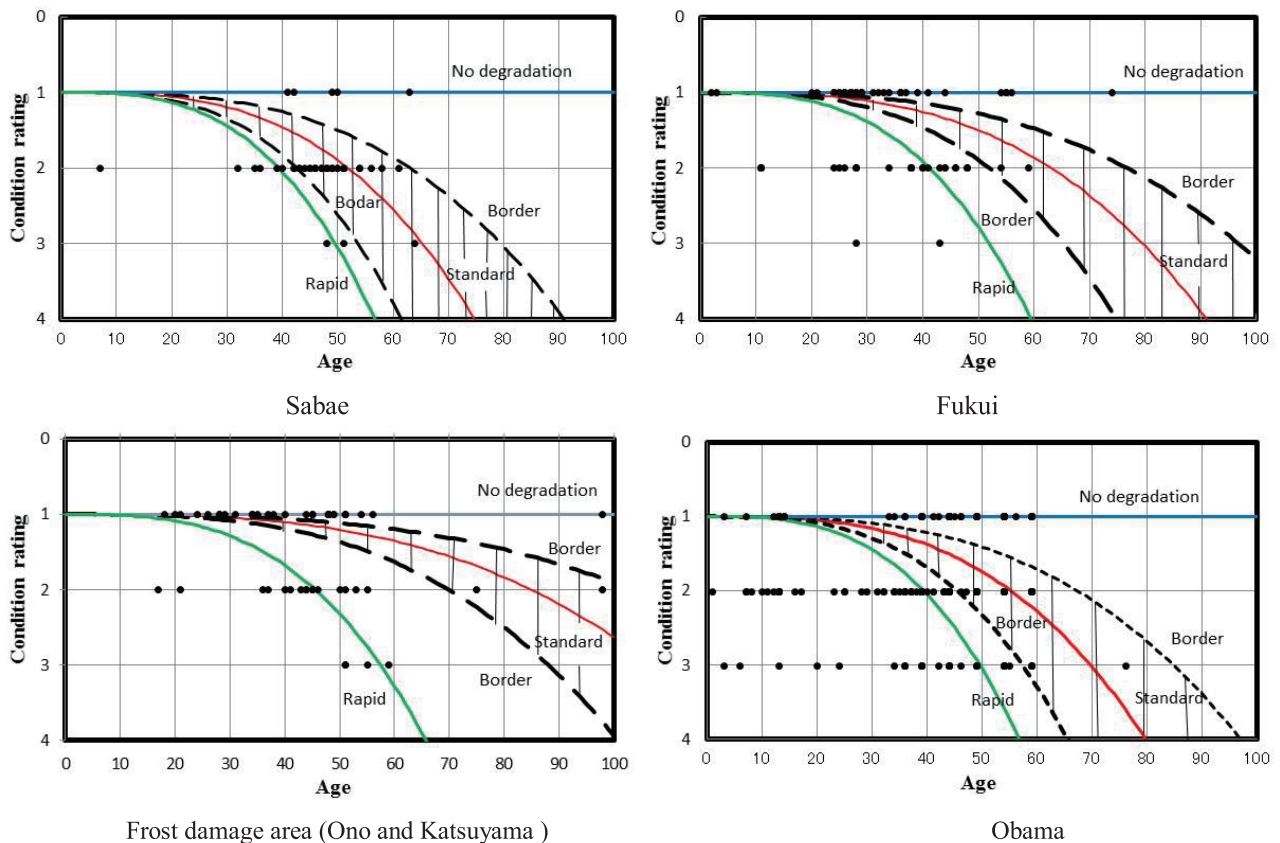 0
1
2
3
4
Condition rating
No degradation
Bodar
Border
Standard
Rapid
0 10 20 30 40 50 60 70 80 90 100
Age
Sabae
0
1
2
3
4
Condition rating
No degradation
Border
Border
Standard
Rapid
0 10 20 30 40 50 60 70 80 90 100
Age
Fukui
0
1
2
3
4
Condition rating
No degradation
Border
Standard
Border
Rapid
0 10 20 30 40 50 60 70 80 90 100
Age
Frost damage area (Ono and Katsuyama )
0
1
2
3
4
Condition rating
No degradation
Border
Border
Standard
Rapid
0 10 20 30 40 50 60 70 80 90 100
Age
Obama